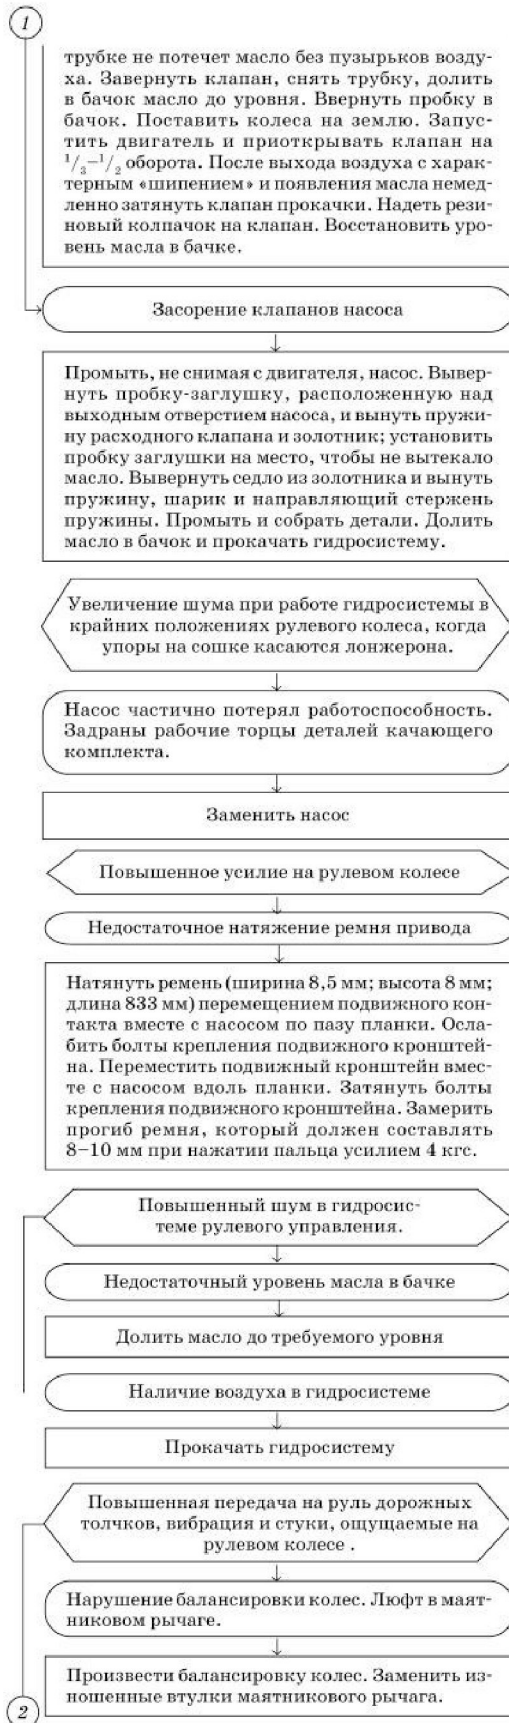 1
трубке не потечет масло без пузырьков возду-
ха. Завернуть клапан, снять трубку, долить
в бачок масло до уровня. Ввернуть пробку в
бачок. Поставить колеса на землю. Запус-
тить двигатель и приоткрывать клапан на
1/3–1/2 оборота. После выхода воздуха с харак-
терным «шипением» и появления масла немед-
ленно затянуть клапан прокачки. Надеть рези-
новый колпачок на клапан. Восстановить уро-
вень масла в бачке.
Засорение клапанов насоса
Промыть, не снимая с двигателя, насос. Вывер-
нуть пробку-заглушку, расположенную над
выходным отверстием насоса, и вынуть пружи-
ну расходного клапана и золотник; установить
пробку заглушки на место, чтобы не вытекало
масло. Вывернуть седло из золотника и вынуть
пружину, шарик и направляющий стержень
пружины. Промыть и собрать детали. Долить
масло в бачок и прокачать гидросистему.
Увеличение шума при работе гидросистемы в
крайних положениях рулевого колеса, когда
упоры на сошке касаются лонжерона.
Насос частично потерял работоспособность.
Задраны рабочие торцы деталей качающего
комплекта.
Заменить насос
Повышенное усилие на рулевом колесе
Недостаточное натяжение ремня привода
Натянуть ремень (ширина 8,5 мм; высота 8 мм;
длина 833 мм) перемещением подвижного кон-
такта вместе с насосом по пазу планки. Осла-
бить болты крепления подвижного кронштей-
на. Переместить подвижный кронштейн вмес-
те с насосом вдоль планки. Затянуть болты
крепления подвижного кронштейна. Замерить
прогиб ремня, который должен составлять
8–10 мм при нажатии пальца усилием 4 кгс.
Повышенный шум в гидросис-
теме рулевого управления.
Недостаточный уровень масла в бачке
Долить масло до требуемого уровня
Наличие воздуха в гидросистеме
Прокачать гидросистему
Повышенная передача на руль дорожных
толчков, вибрация и стуки, ощущаемые на
рулевом колесе .
Нарушение балансировки колес. Люфт в маят-
никовом рычаге.
Произвести балансировку колес. Заменить из-
ношенные втулки маятникового рычага.
2